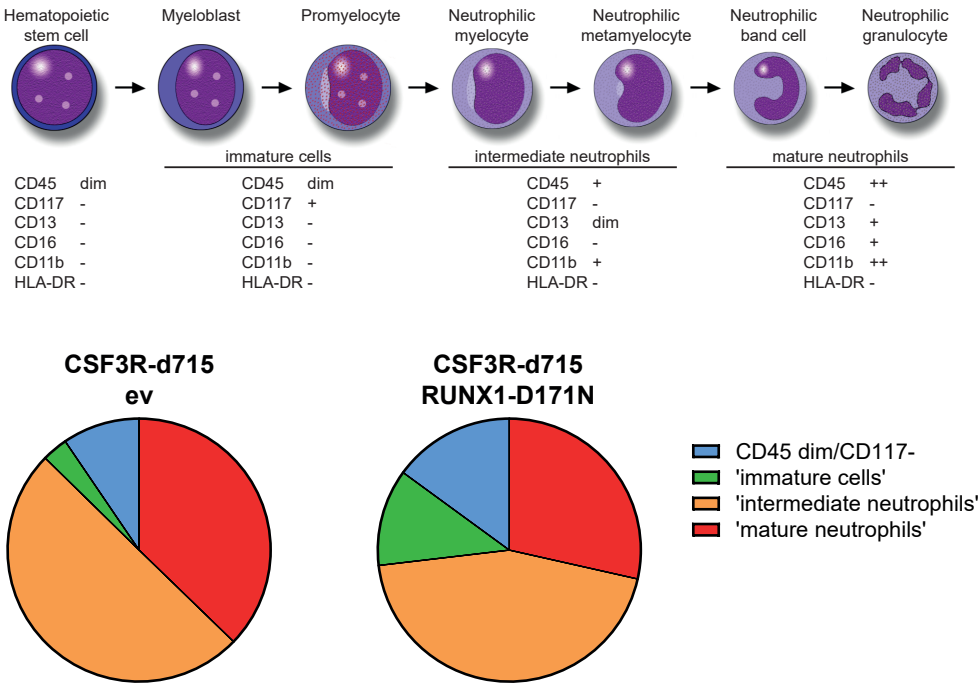 Hematopoietic stem cell
Myeloblast
Promyelocyte
Neutrophilic myelocyte
Neutrophilic metamyelocyte
Neutrophilic band cell
Neutrophilic granulocyte
immature cells
intermediate neutrophils
mature neutrophils
CD45 dim
CD117 -
CD13 -
CD16 -
CD11b -
HLA-DR -
CD45 dim
CD117 +
CD13 -
CD16 -
CD11b -
HLA-DR -
CD45 +
CD117 -
CD13 dim
CD16 -
CD11b +
HLA-DR -
CD45 ++
CD117 -
CD13 +
CD16 +
CD11b ++
HLA-DR -
CSF3R-d715
ev
CSF3R-d715
RUNX1-D171N
CD45 dim/CD117-
'immature cells'
'intermediate neutrophils'
'mature neutrophils'